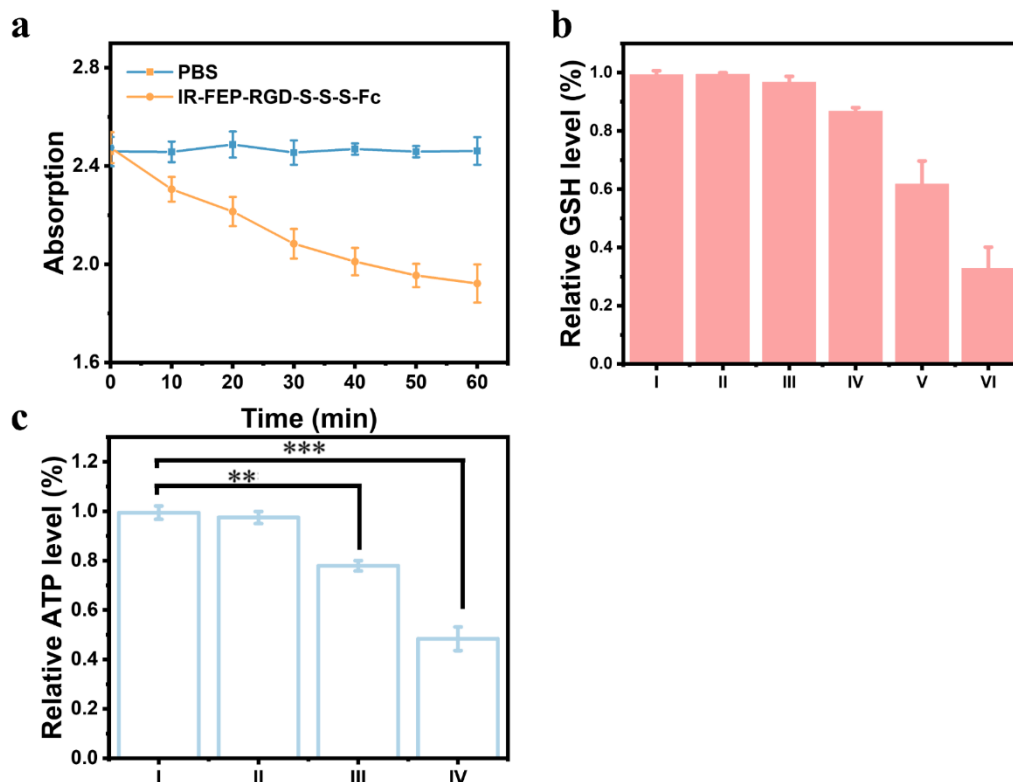 a
Absorption
2.8
2.4
2.0
1.6
PBS
IR-FEP-RGD-S-S-S-Fc
0 10 20 30 40 50 60
Time (min)
b
Relative GSH level (%)
1.0
0.8
0.6
0.4
0.2
0.0
I II III IV V VI
c
Relative ATP level (%)
1.2
1.0
0.8
0.6
0.4
0.2
0.0
***
**
I II III IV